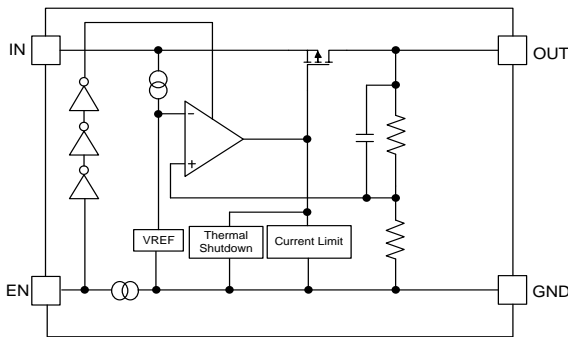 IN
OUT
−
+
VREF
Thermal
Shutdown
Current Limit
EN
GND